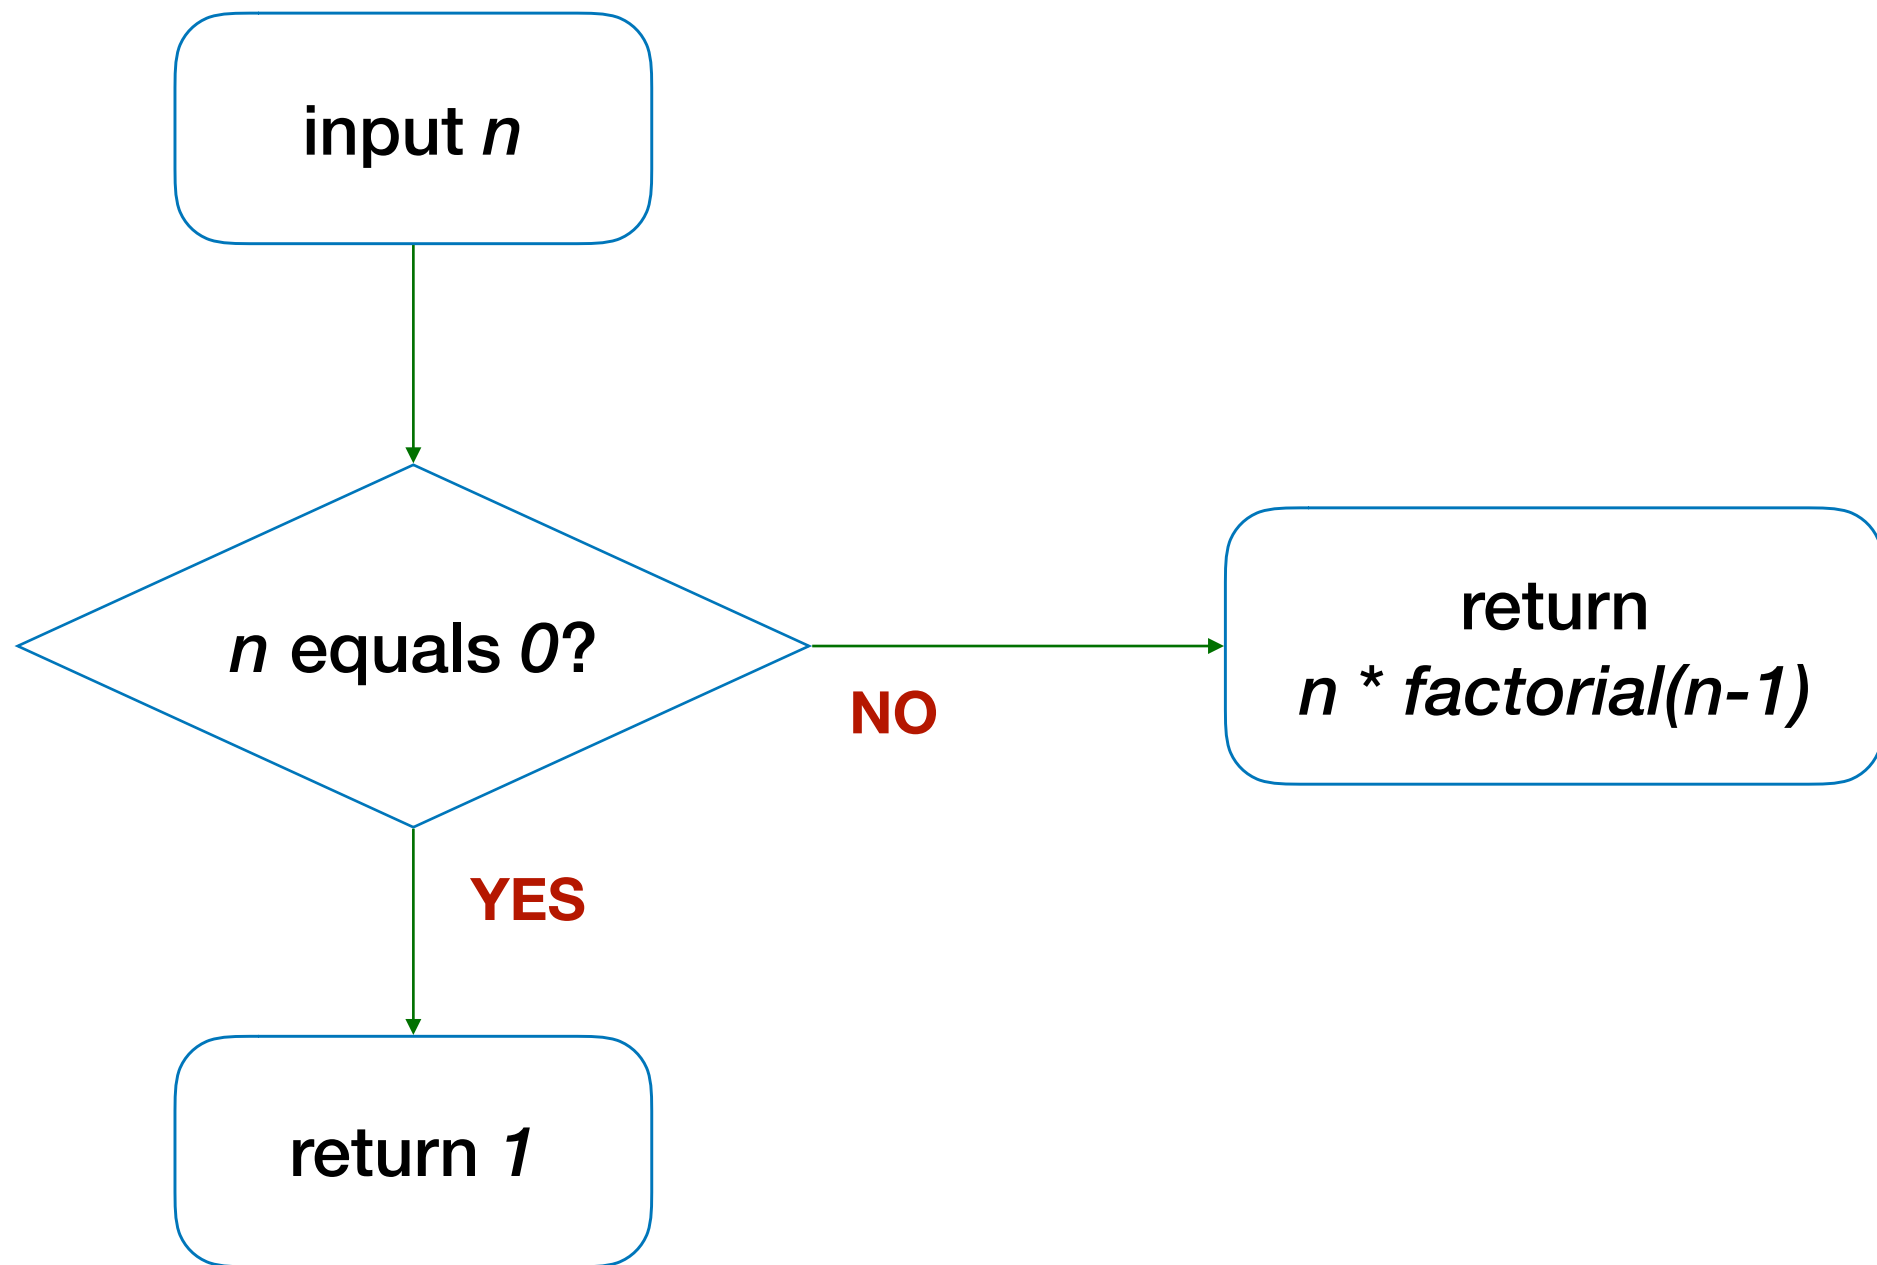 input n
n equals 0?
NO
return
n * factorial(n-1)
YES
return 1